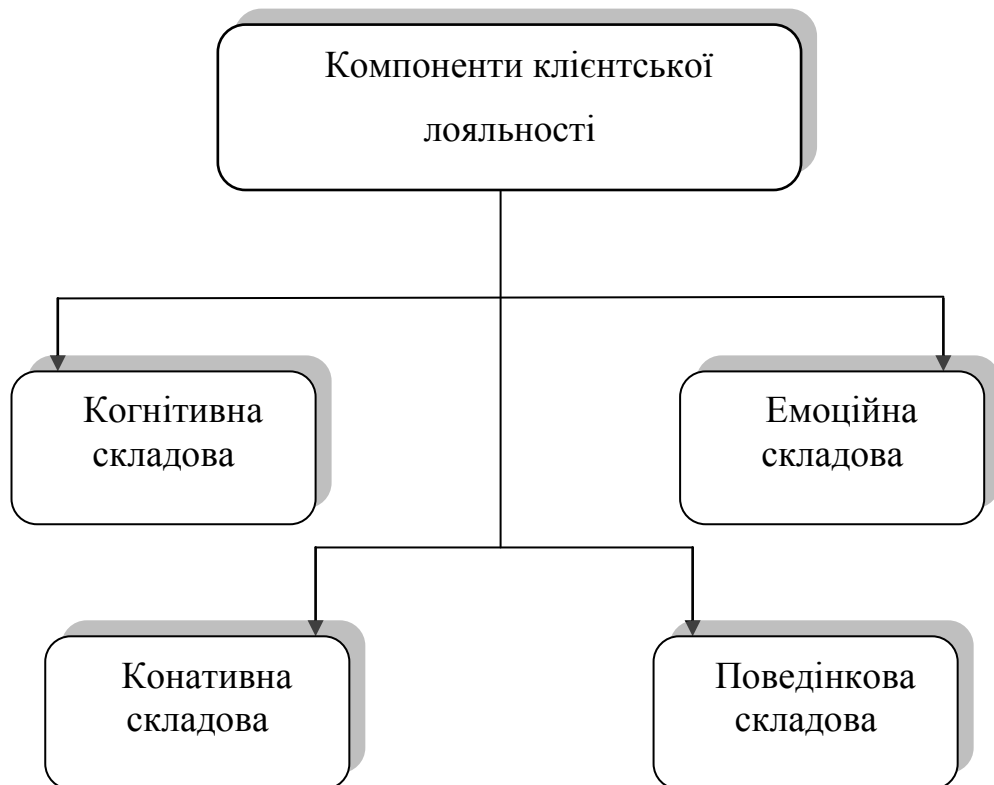 Компоненти клієнтської
лояльності
Когнітивна
складова
Емоційна
складова
Конативна
складова
Поведінкова
складова